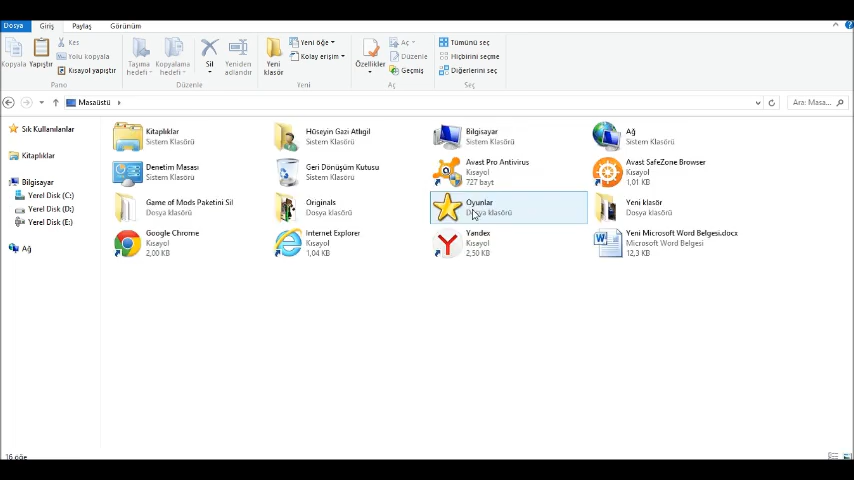 Dosya Giriş Paylaş Görünüm
Kopyala
Yapıştır
Kes
Yolu kopyala
Kısayol yapıştır
Pano
Taşıma hedefi
Kopyalama hedefi
Sil
Yeniden adlandır
Düzenle
Yeni klasör
Yeni öğe
Kolay erişim
Yeni
Özellikler
Aç
Düzenle
Geçmiş
Aç
Tümünü seç
Hiçbirini seçme
Diğerlerini seç
Seç
Masaüstü
Ara: Masa...
Sık Kullanılanlar
Kitaplıklar
Bilgisayar
Yerel Disk (C:)
Yerel Disk (D:)
Yerel Disk (E:)
Ağ
Kitaplıklar
Sistem Klasörü
Hüseyin Gazi Atlıgil
Sistem Klasörü
Bilgisayar
Sistem Klasörü
Ağ
Sistem Klasörü
Denetim Masası
Sistem Klasörü
Geri Dönüşüm Kutusu
Sistem Klasörü
Avast Pro Antivirus
Kısayol
727 bayt
Avast SafeZone Browser
Kısayol
1,01 KB
Game of Mods Paketini Sil
Dosya klasörü
Originals
Dosya klasörü
Oyunlar
Dosya klasörü
Yeni klasör
Dosya klasörü
Google Chrome
Kısayol
2,00 KB
Internet Explorer
Kısayol
1,04 KB
Yandex
Kısayol
2,50 KB
Yeni Microsoft Word Belgesi.docx
Microsoft Word Belgesi
12,3 KB
16 öğe